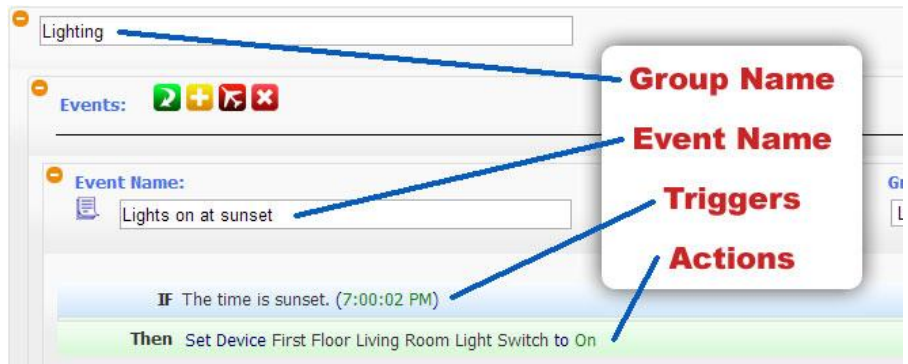 Lighting
Group Name
Events:
Event Name
Event Name:
Lights on at sunset
Triggers
Actions
IF The time is sunset. (7:00:02 PM)
Then Set Device First Floor Living Room Light Switch to On